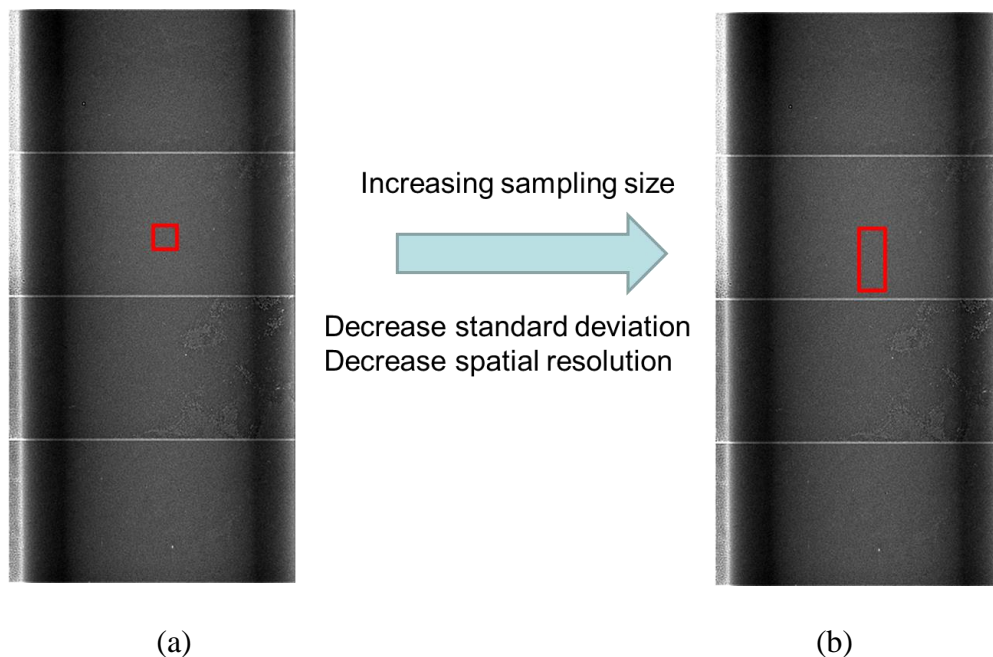 Increasing sampling size
Decrease standard deviation
Decrease spatial resolution
(a)
(b)